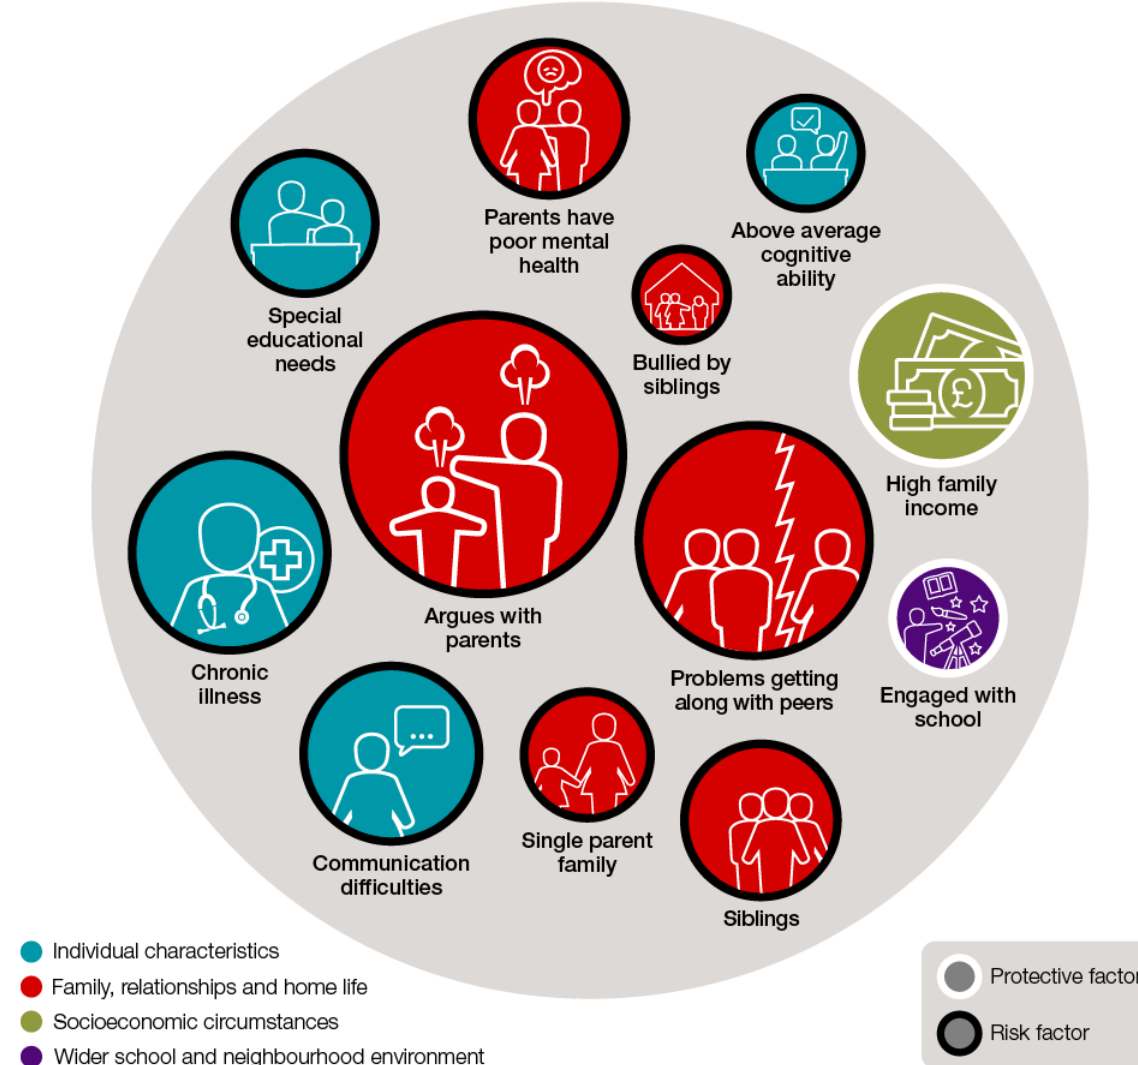 Parents have
poor mental
health
Above average
cognitive
ability
Special
educational
needs
Bullied by
siblings
£
High family
income
Argues with
parents
Chronic
illness
Problems getting
along with peers
Engaged with
school
...
Communication
difficulties
Single parent
family
Siblings
Individual characteristics
Family, relationships and home life
Socioeconomic circumstances
Wider school and neighbourhood environment
Protective factor
Risk factor